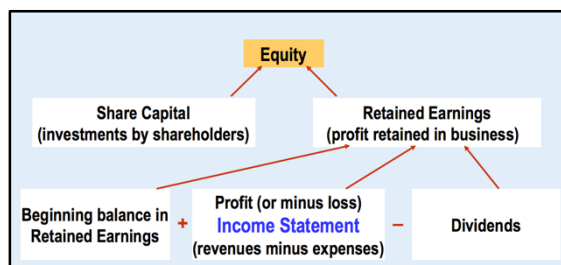 Equity
Share Capital
(investments by shareholders)
Retained Earnings
(profit retained in business)
Beginning balance in
Retained Earnings
+
Profit (or minus loss)
Income Statement
(revenues minus expenses)
–
Dividends